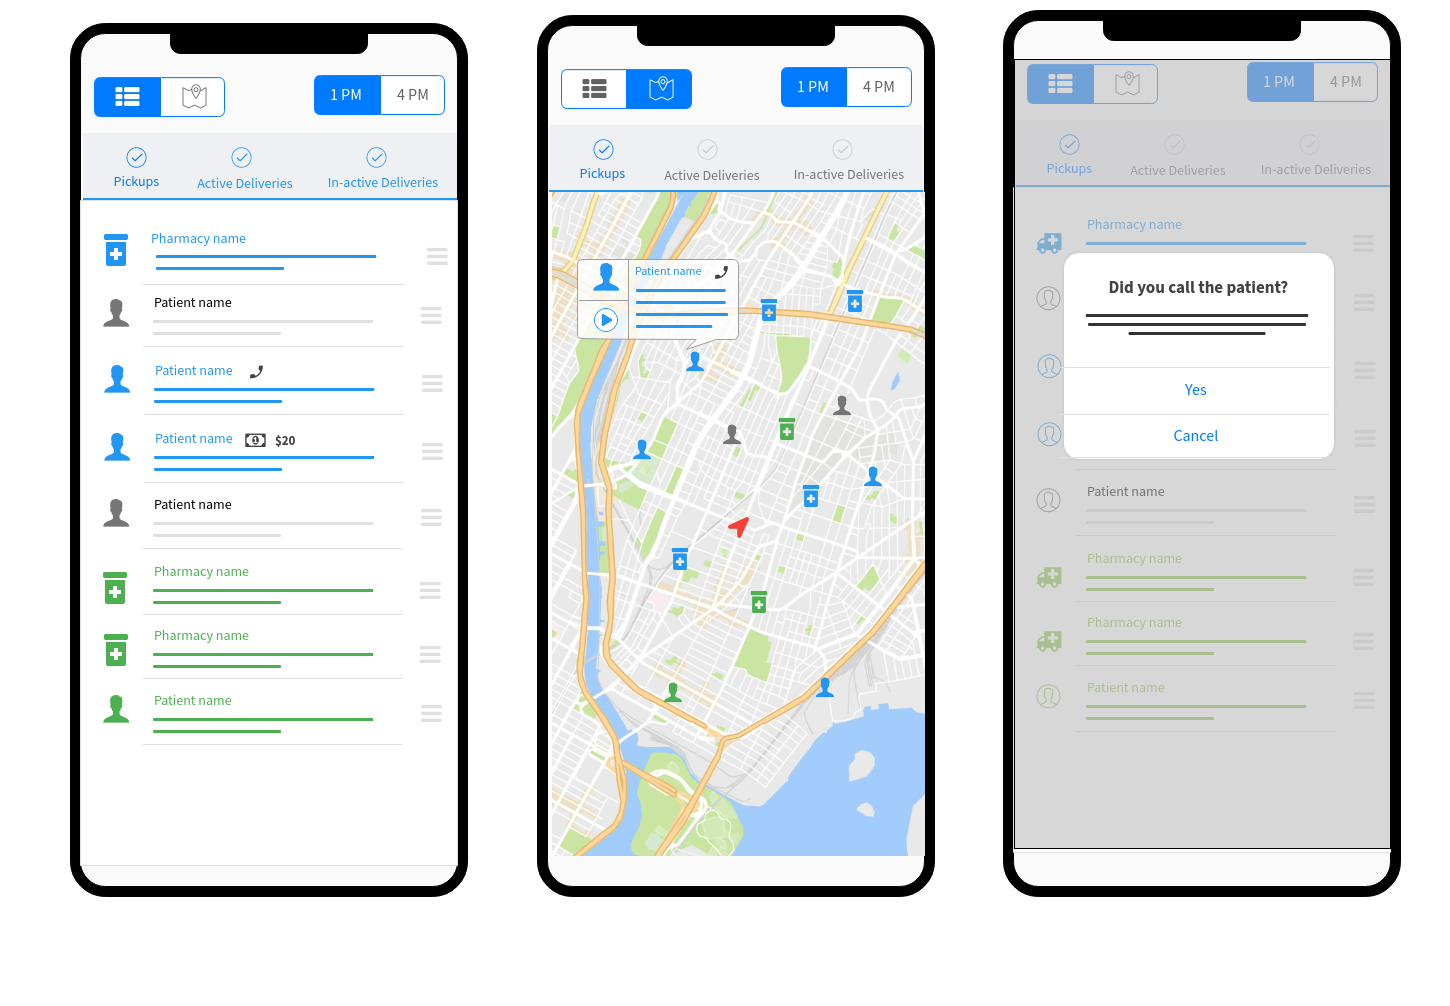 1 PM 4 PM
Pickups Active Deliveries In-active Deliveries
Pharmacy name
Patient name
Patient name
Patient name $20
Patient name
Pharmacy name
Pharmacy name
Patient name
1 PM 4 PM
Pickups Active Deliveries In-active Deliveries
Patient name
1 PM 4 PM
Pickups Active Deliveries In-active Deliveries
Pharmacy name
Did you call the patient?
Yes
Cancel
Patient name
Pharmacy name
Pharmacy name
Patient name